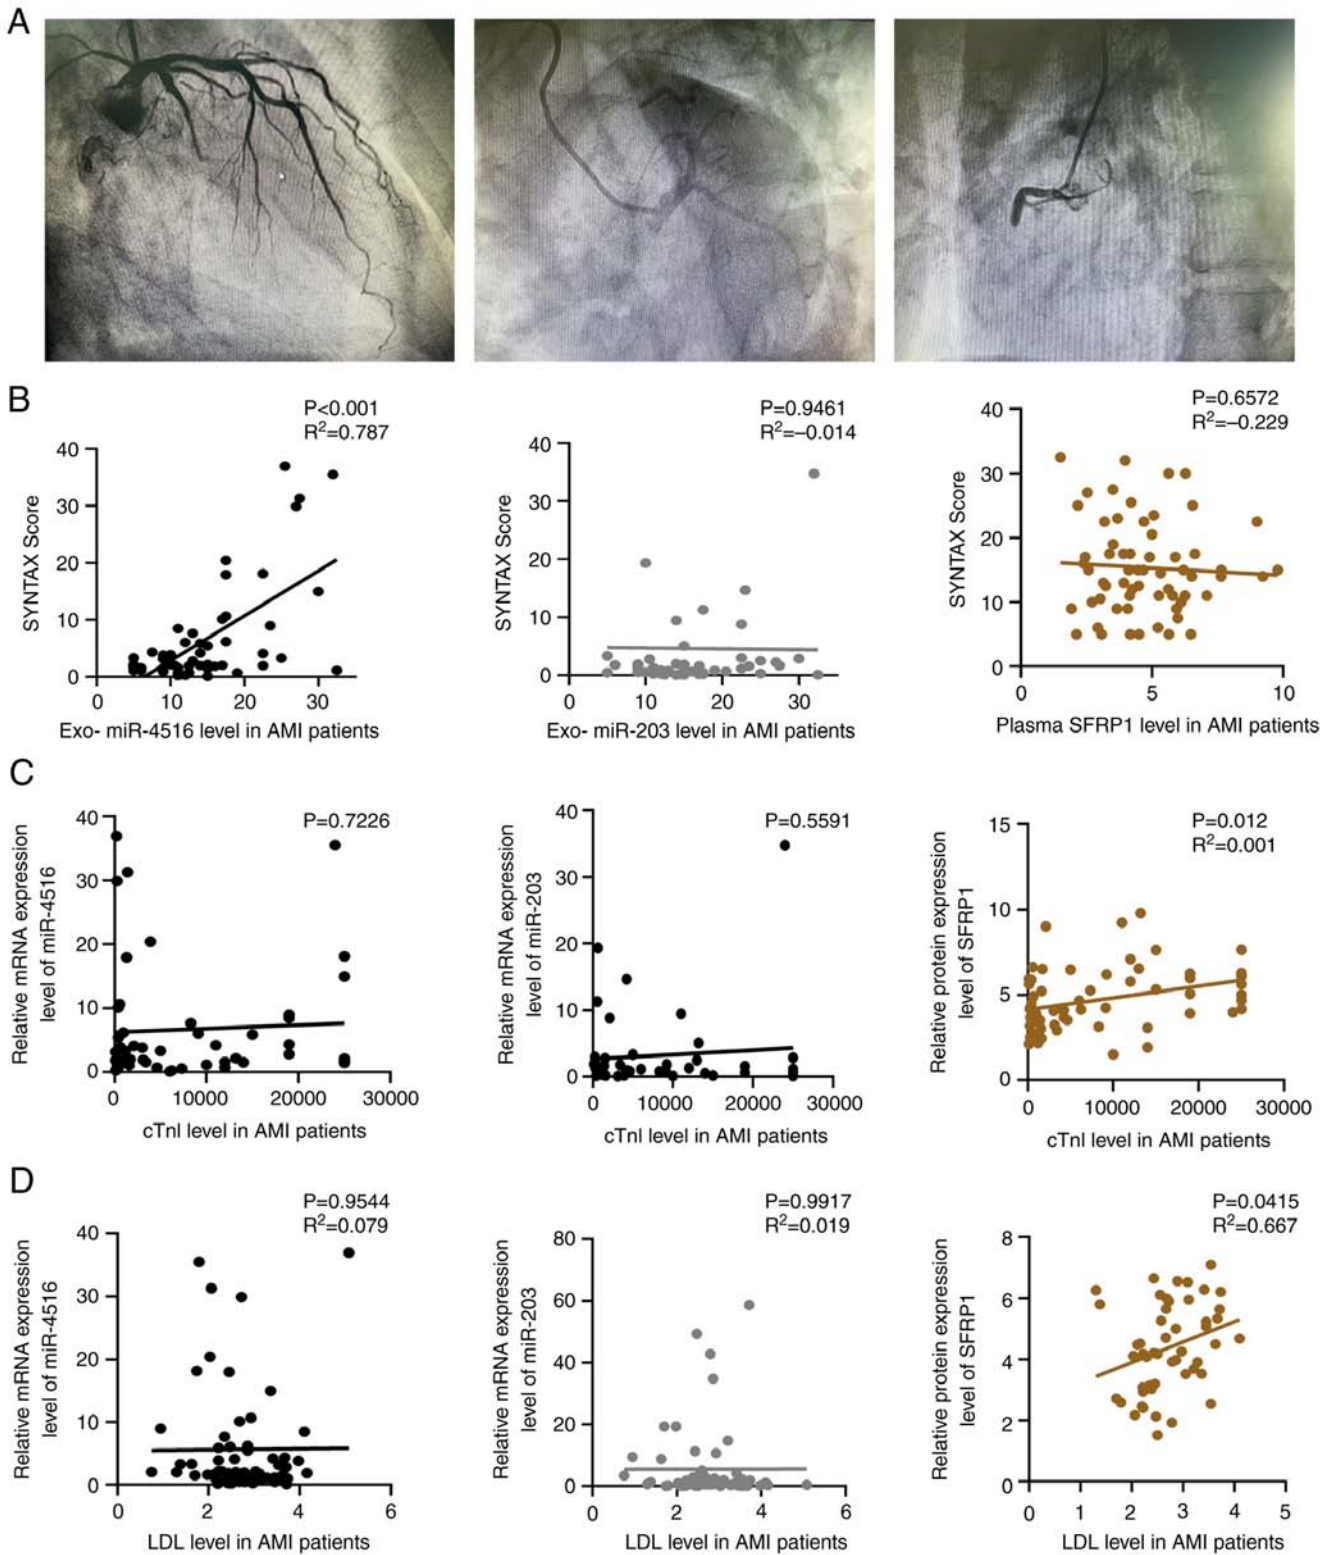 A
B
P<0.001
R2=0.787
40
30
20
10
0
0
10
20
30
SYNTAX Score
Exo- miR-4516 level in AMI patients
P=0.9461
R2=–0.014
40
30
20
10
0
0
10
20
30
SYNTAX Score
Exo- miR-203 level in AMI patients
P=0.6572
R2=–0.229
40
30
20
10
0
0
5
10
SYNTAX Score
Plasma SFRP1 level in AMI patients
C
P=0.7226
40
30
20
10
0
0
10000
20000
30000
Relative mRNA expression
level of miR-4516
cTnl level in AMI patients
P=0.5591
40
30
20
10
0
0
10000
20000
30000
Relative mRNA expression
level of miR-203
cTnl level in AMI patients
P=0.012
R2=0.001
15
10
5
0
0
10000
20000
30000
Relative protein expression
level of SFRP1
cTnl level in AMI patients
D
P=0.9544
R2=0.079
40
30
20
10
0
0
2
4
6
Relative mRNA expression
level of miR-4516
LDL level in AMI patients
P=0.9917
R2=0.019
80
60
40
20
0
0
2
4
6
Relative mRNA expression
level of miR-203
LDL level in AMI patients
P=0.0415
R2=0.667
8
6
4
2
0
0
1
2
3
4
5
Relative protein expression
level of SFRP1
LDL level in AMI patients